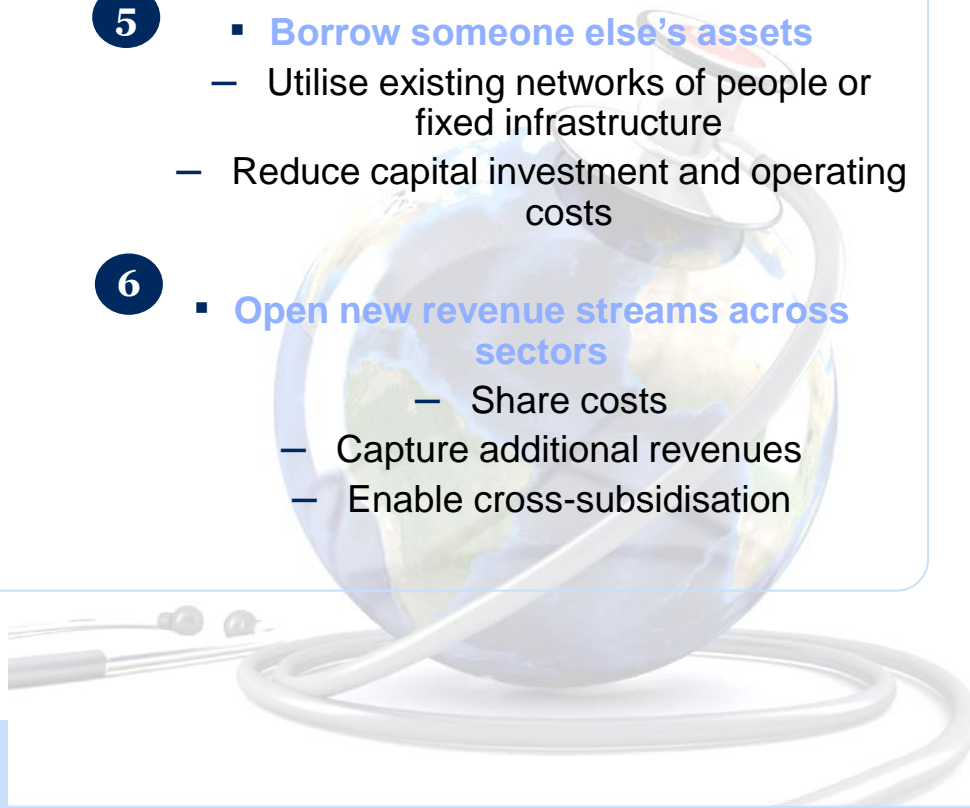 5
▪ Borrow someone else's assets
– Utilise existing networks of people or
fixed infrastructure
– Reduce capital investment and operating
costs
6
▪ Open new revenue streams across
sectors
– Share costs
– Capture additional revenues
– Enable cross-subsidisation